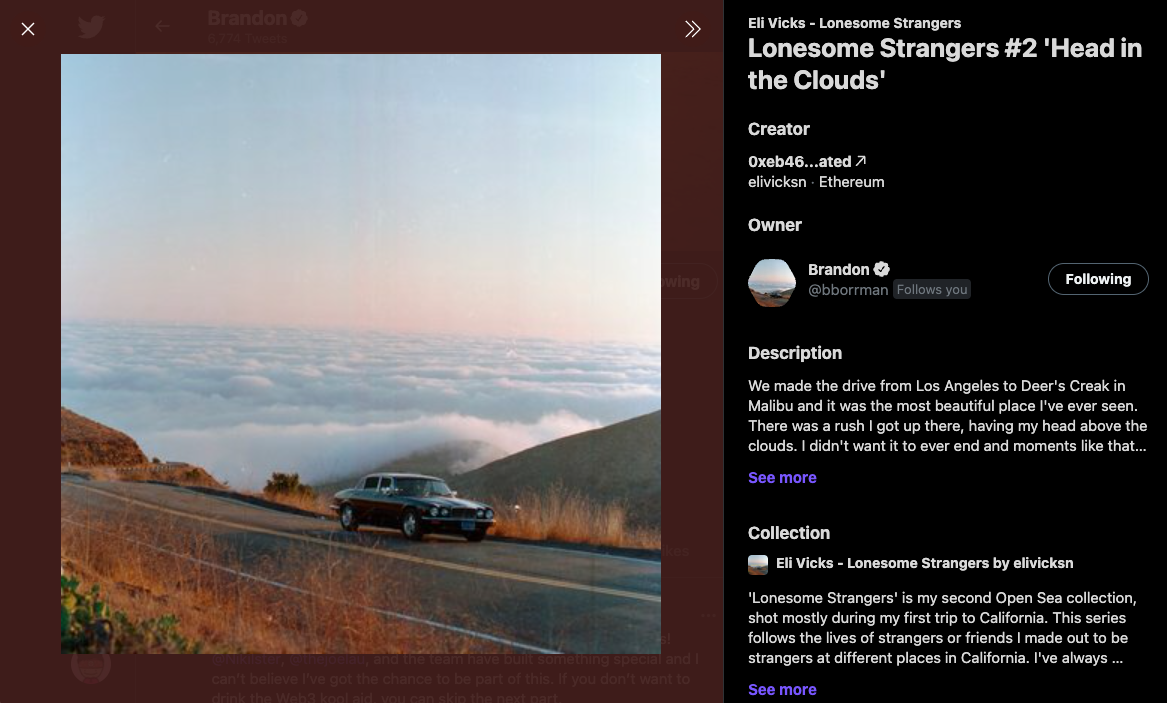 Brandon
6,774 Tweets
Eli Vicks - Lonesome Strangers
Lonesome Strangers #2 'Head in
the Clouds'
Creator
0xeb46...ated
elivicksn · Ethereum
Owner
Brandon
@bborrman Follows you
Following
Description
We made the drive from Los Angeles to Deer's Creak in
Malibu and it was the most beautiful place I've ever seen.
There was a rush I got up there, having my head above the
clouds. I didn't want it to ever end and moments like that...
See more
Collection
Eli Vicks - Lonesome Strangers by elivicksn
'Lonesome Strangers' is my second Open Sea collection,
shot mostly during my first trip to California. This series
follows the lives of strangers or friends I made out to be
strangers at different places in California. I've always ...
See more
wing
kes
s!
and the team have built something special and I
can't believe I've got the chance to be part of this. If you don't want to
drink the Web3 kool aid, you can skip the next part.